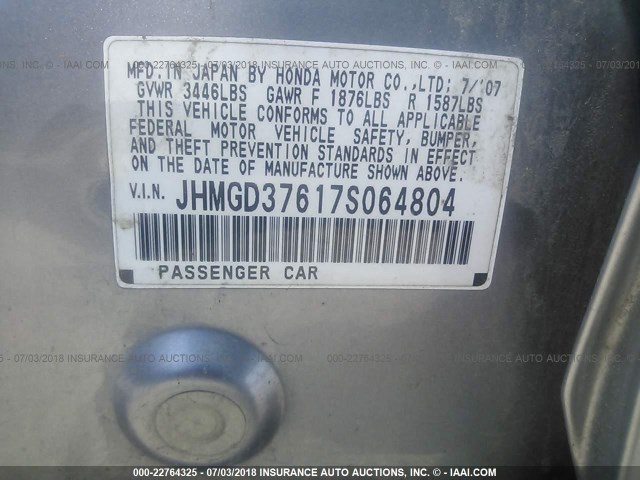 MFD. IN JAPAN BY HONDA MOTOR CO., LTD; 7/'07
GVWR 3446LBS GAWR F 1876LBS R 1587LBS
THIS VEHICLE CONFORMS TO ALL APPLICABLE
FEDERAL MOTOR VEHICLE SAFETY, BUMPER,
AND THEFT PREVENTION STANDARDS IN EFFECT
ON THE DATE OF MANUFACTURE SHOWN ABOVE.
V.I.N. JHMGD37617S064804
PASSENGER CAR
000-22764325 - 07/03/2018 INSURANCE AUTO AUCTIONS, INC. © - IAAI.COM